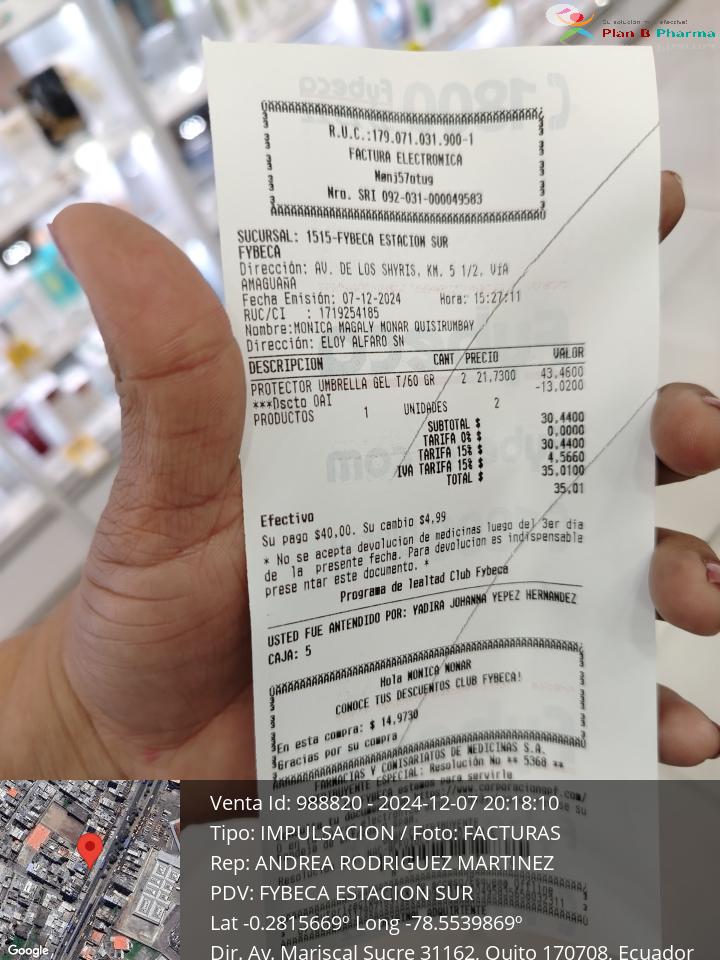 Su solución más efectiva!
Plan B Pharma
R.U.C.:179.071.031.900-1
FACTURA ELECTRONICA
Nro. SRI 092-031-000049583
SUCURSAL: 1515-FYBECA ESTACION SUR
FYBECA
Dirección: AV. DE LOS SHYRIS, KM. 5 1/2, VíA
AMAGUAÑA
Fecha Emisión: 07-12-2024 Hora: 15:27:11
RUC/CI : 1719254185
Nombre:MONICA MAGALY MONAR QUISIRUMBAY
Dirección: ELOY ALFARO SN
DESCRIPCION CANT PRECIO VALOR
PROTECTOR UMBRELLA GEL T/60 GR 2 21,7300 43.4600
***Dscto OAI -13.0200
PRODUCTOS 1 UNIDADES 2
SUBTOTAL $ 30.4400
TARIFA 0% $ 0.0000
TARIFA 15% $ 30.4400
IVA TARIFA 15% $ 4.5660
TOTAL $ 35,0100
35,01
Efectivo
Su pago $40,00. Su cambio $4,99
* No se acepta devolucion de medicinas luego del 3er dia
de la presente fecha. Para devolucion es indispensable
prese ntar este documento. *
Programa de lealtad Club Fybeca
USTED FUE ANTENDIDO POR: YADIRA JOHANNA YEPEZ HERNANDEZ
CAJA: 5
Hola MONICA MONAR
CONOCE TUS DESCUENTOS CLUB FYBECA!
En esta compra: $ 14,9730
Gracias por su compra
FARMACIAS Y COMISARIATOS DE MEDICINAS S.A.
Resolución No ** 5368 **
Venta Id: 988820 - 2024-12-07 20:18:10
Tipo: IMPULSACION / Foto: FACTURAS
Rep: ANDREA RODRIGUEZ MARTINEZ
PDV: FYBECA ESTACION SUR
Lat -0.2815669º Long -78.5539869º
Dir. Av. Mariscal Sucre 31162, Quito 170708, Ecuador
Google